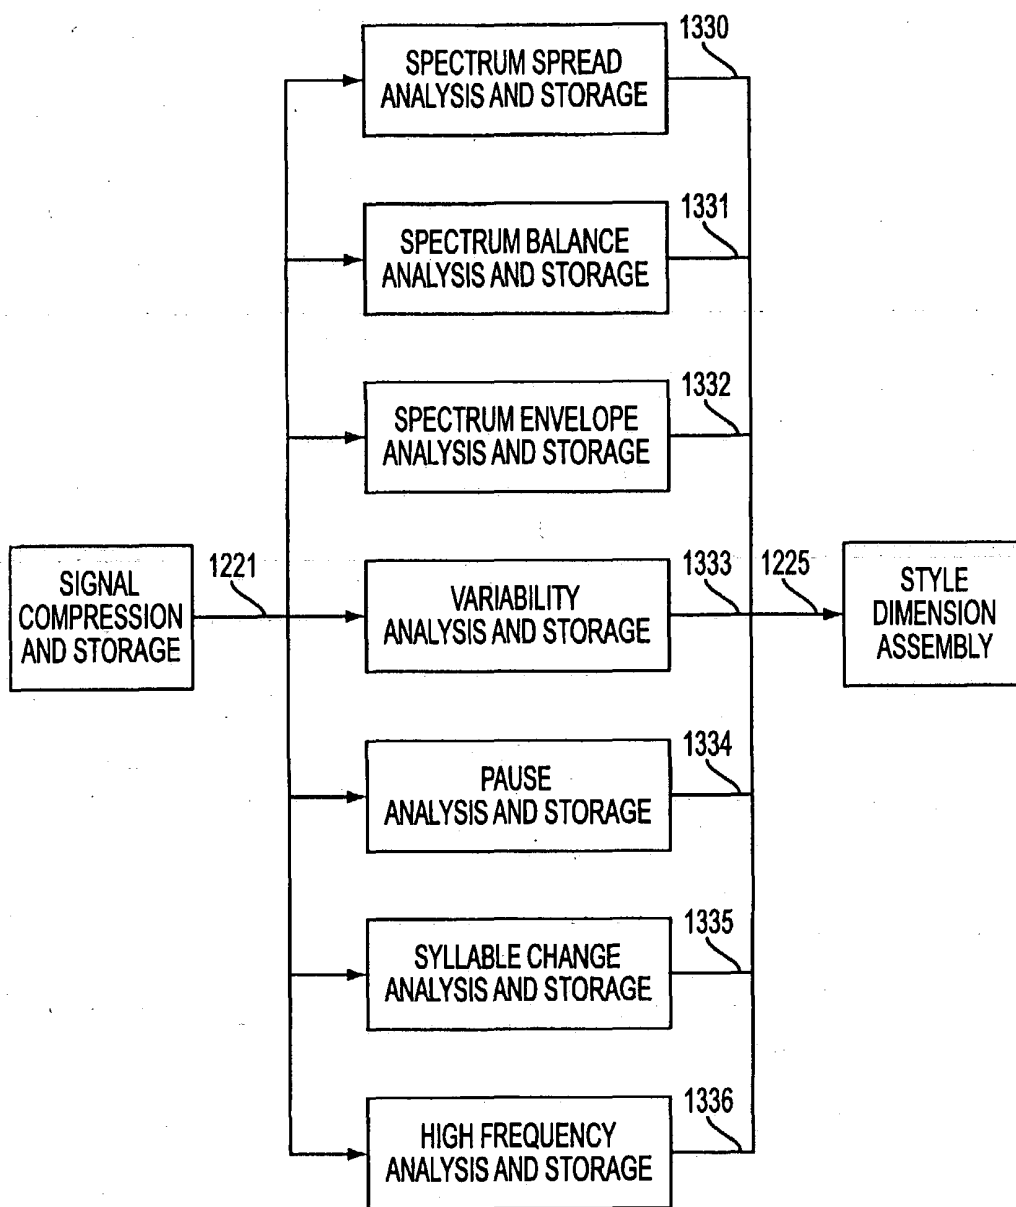 1330
SPECTRUM SPREAD
ANALYSIS AND STORAGE
1331
SPECTRUM BALANCE
ANALYSIS AND STORAGE
1332
SPECTRUM ENVELOPE
ANALYSIS AND STORAGE
SIGNAL
COMPRESSION
AND STORAGE
1221
VARIABILITY
ANALYSIS AND STORAGE
1333
1225
STYLE
DIMENSION
ASSEMBLY
1334
PAUSE
ANALYSIS AND STORAGE
1335
SYLLABLE CHANGE
ANALYSIS AND STORAGE
1336
HIGH FREQUENCY
ANALYSIS AND STORAGE